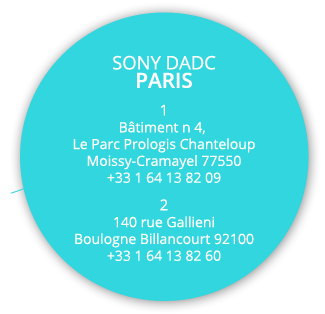 SONY DADC
PARIS
1
Bâtiment n 4,
Le Parc Prologis Chanteloup
Moissy-Cramayel 77550
+33 1 64 13 82 09
2
140 rue Gallieni
Boulogne Billancourt 92100
+33 1 64 13 82 60